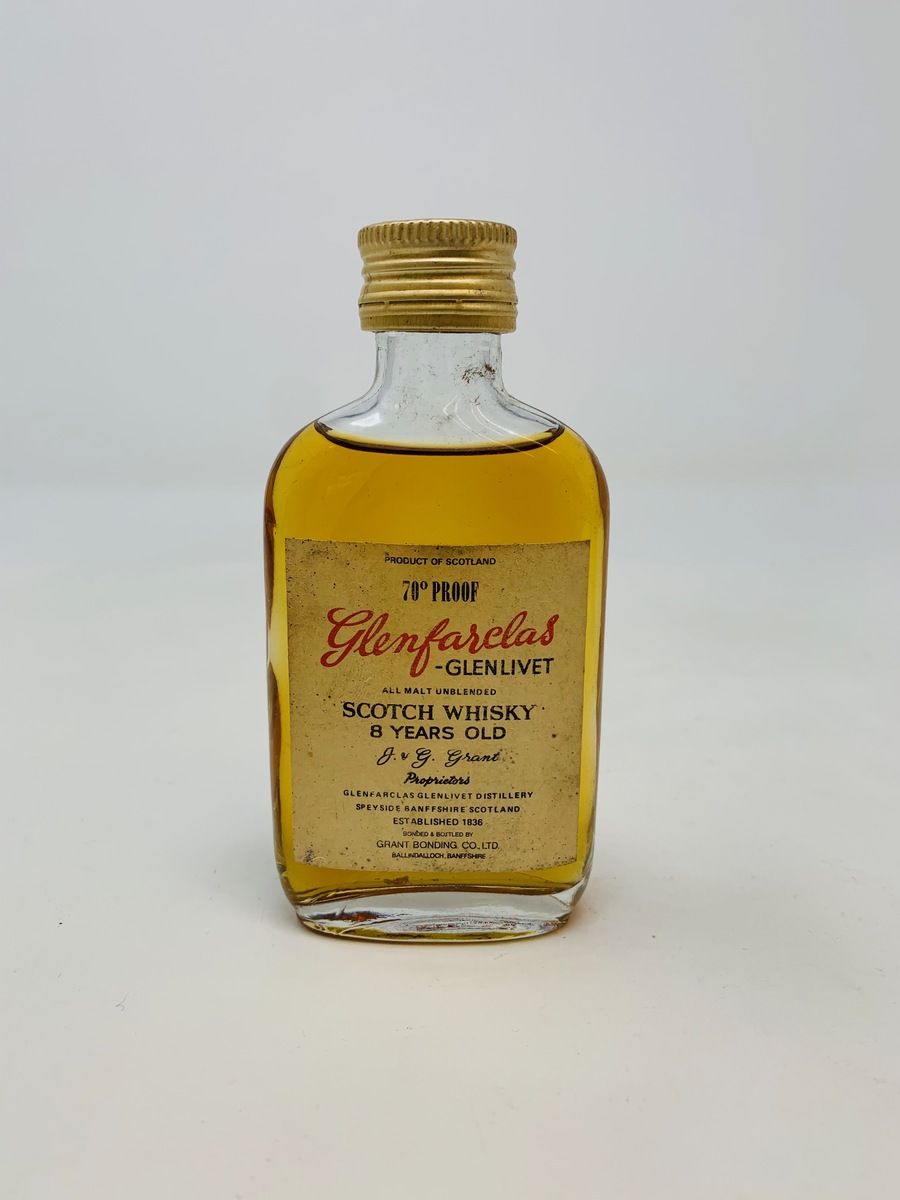 PRODUCT OF SCOTLAND
70º PROOF
Glenfarclas
-GLENLIVET
ALL MALT UNBLENDED
SCOTCH WHISKY
8 YEARS OLD
J. & G. Grant
Proprietors
GLENFARCLAS GLENLIVET DISTILLERY
SPEYSIDE BANFFSHIRE SCOTLAND
ESTABLISHED 1836
BONDED & BOTTLED BY
GRANT BONDING CO., LTD.
BALLINDALLOCH, BANFFSHIRE